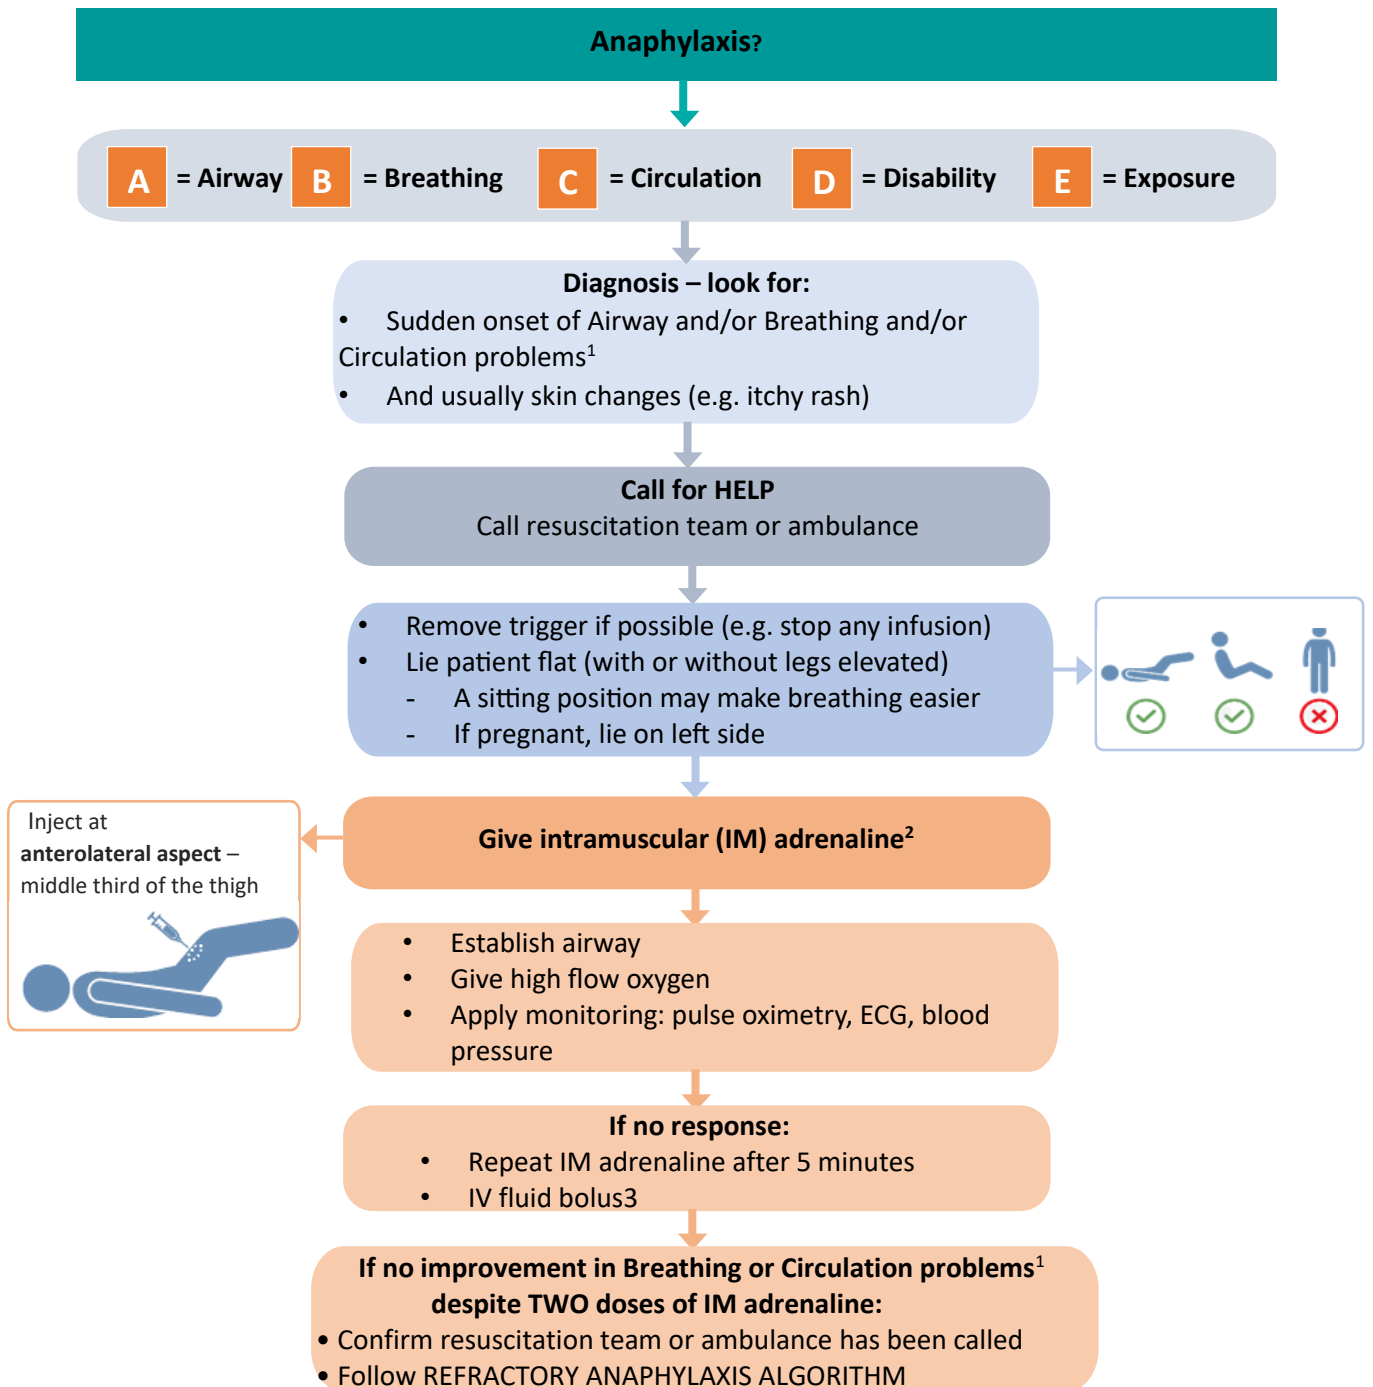 Anaphylaxis?
A = Airway B = Breathing C = Circulation D = Disability E = Exposure
Diagnosis – look for:
• Sudden onset of Airway and/or Breathing and/or
Circulation problems¹
• And usually skin changes (e.g. itchy rash)
Call for HELP
Call resuscitation team or ambulance
• Remove trigger if possible (e.g. stop any infusion)
• Lie patient flat (with or without legs elevated)
- A sitting position may make breathing easier
- If pregnant, lie on left side
Give intramuscular (IM) adrenaline²
Inject at
anterolateral aspect –
middle third of the thigh
• Establish airway
• Give high flow oxygen
• Apply monitoring: pulse oximetry, ECG, blood
pressure
If no response:
• Repeat IM adrenaline after 5 minutes
• IV fluid bolus3
If no improvement in Breathing or Circulation problems¹
despite TWO doses of IM adrenaline:
• Confirm resuscitation team or ambulance has been called
• Follow REFRACTORY ANAPHYLAXIS ALGORITHM